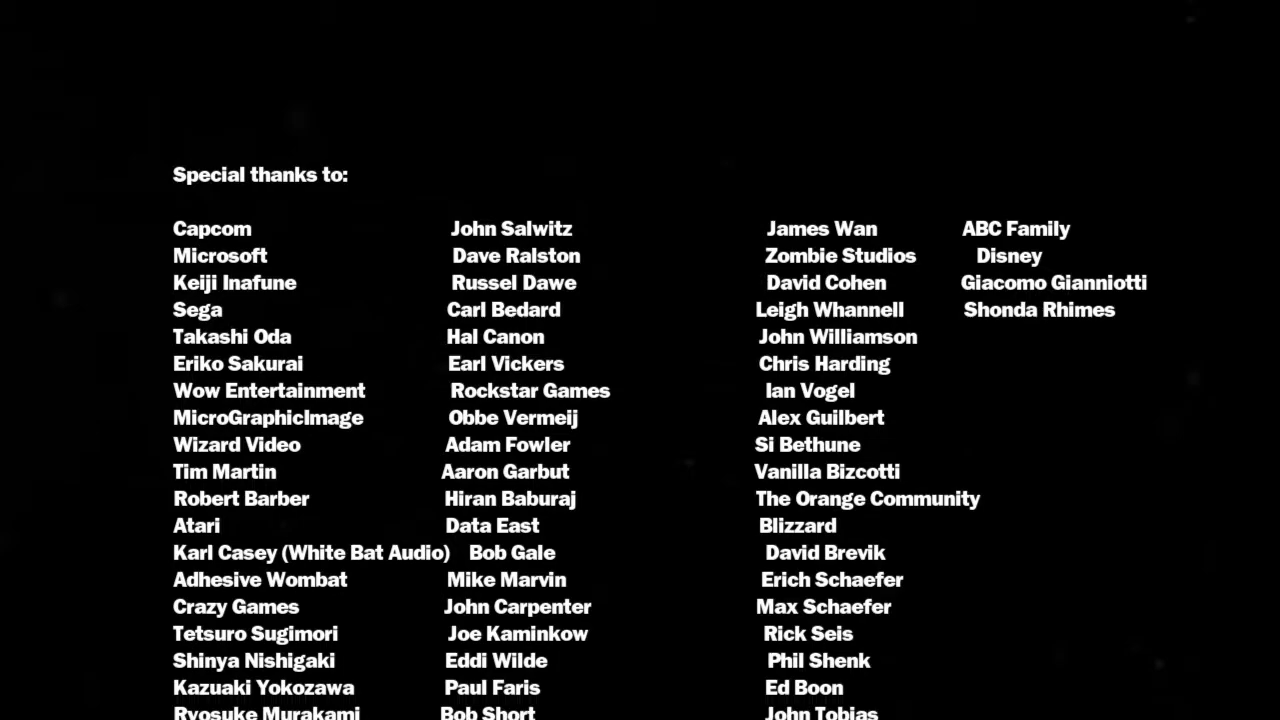 Special thanks to:
Capcom John Salwitz James Wan ABC Family
Microsoft Dave Ralston Zombie Studios Disney
Keiji Inafune Russel Dawe David Cohen Giacomo Gianniotti
Sega Carl Bedard Leigh Whannell Shonda Rhimes
Takashi Oda Hal Canon John Williamson
Eriko Sakurai Earl Vickers Chris Harding
Wow Entertainment Rockstar Games Ian Vogel
MicroGraphicImage Obbe Vermeij Alex Guilbert
Wizard Video Adam Fowler Si Bethune
Tim Martin Aaron Garbut Vanilla Bizcotti
Robert Barber Hiran Baburaj The Orange Community
Atari Data East Blizzard
Karl Casey (White Bat Audio) Bob Gale David Brevik
Adhesive Wombat Mike Marvin Erich Schaefer
Crazy Games John Carpenter Max Schaefer
Tetsuro Sugimori Joe Kaminkow Rick Seis
Shinya Nishigaki Eddi Wilde Phil Shenk
Kazuaki Yokozawa Paul Faris Ed Boon
Ryosuke Murakami Bob Short John Tobias